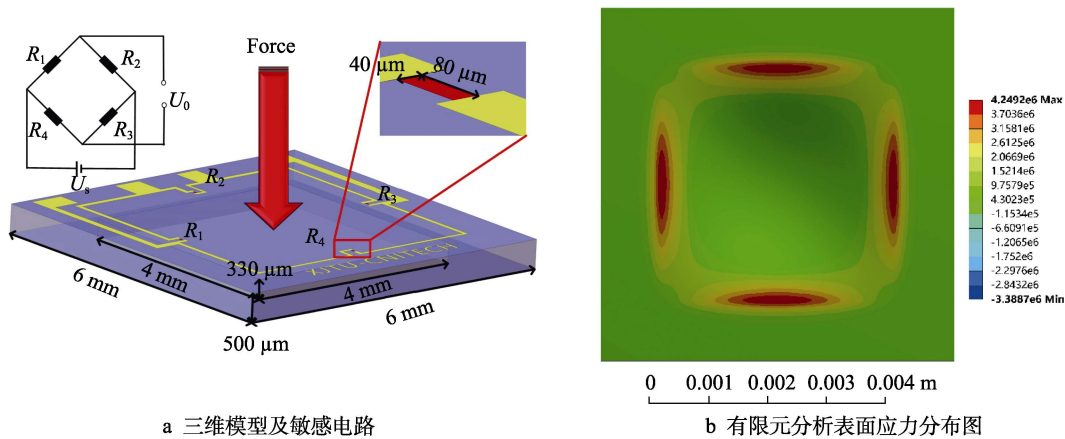 R1
R2
R4
R3
U0
Us
Force
40 μm
80 μm
R2
R3
R1
R4
XJTU-CNITECH
330 μm
4 mm
4 mm
6 mm
6 mm
500 μm
4.2492e6 Max
3.7036e6
3.1581e6
2.6125e6
2.0669e6
1.5214e6
9.7579e5
4.3023e5
-1.1534e5
-6.6091e5
-1.2065e6
-1.752e6
-2.2976e6
-2.8432e6
-3.3887e6 Min
0 0.001 0.002 0.003 0.004 m
a 三维模型及敏感电路
b 有限元分析表面应力分布图